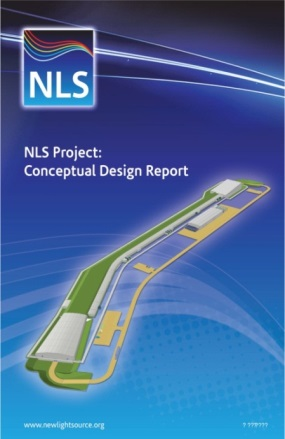 NLS
NLS Project:
Conceptual Design Report
www.newlightsource.org